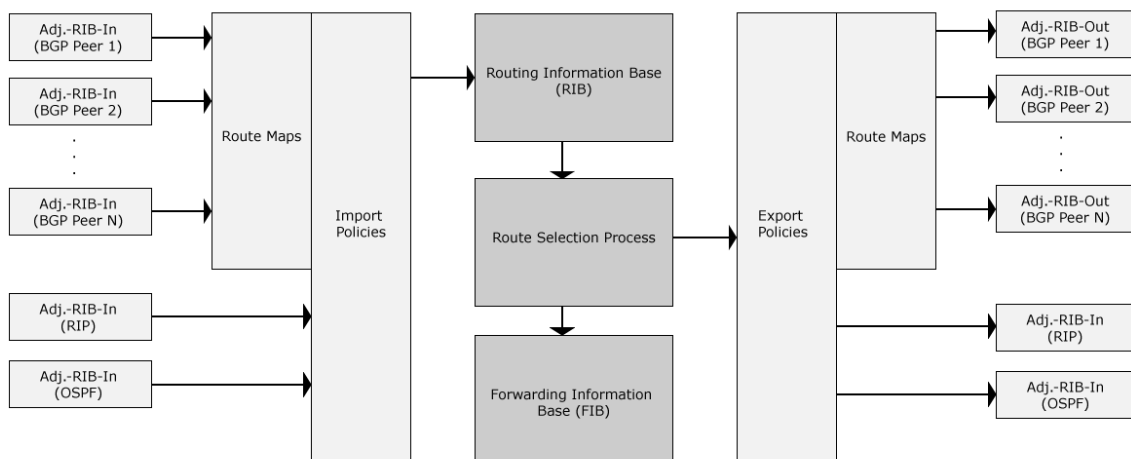 Adj.-RIB-In
(BGP Peer 1)
Adj.-RIB-In
(BGP Peer 2)
.
.
.
Adj.-RIB-In
(BGP Peer N)
Adj.-RIB-In
(RIP)
Adj.-RIB-In
(OSPF)
Route Maps
Import
Policies
Routing Information Base
(RIB)
Route Selection Process
Forwarding Information
Base (FIB)
Export
Policies
Route Maps
Adj.-RIB-Out
(BGP Peer 1)
Adj.-RIB-Out
(BGP Peer 2)
.
.
.
Adj.-RIB-Out
(BGP Peer N)
Adj.-RIB-In
(RIP)
Adj.-RIB-In
(OSPF)